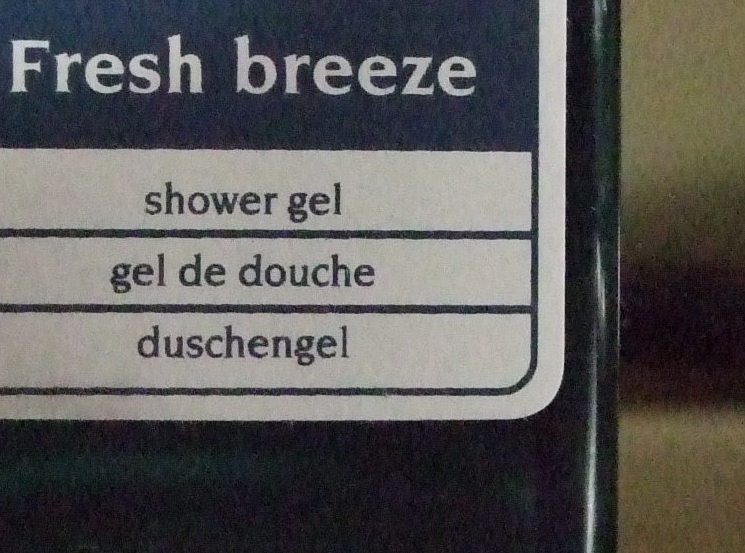 Fresh breeze
shower gel
gel de douche
duschengel